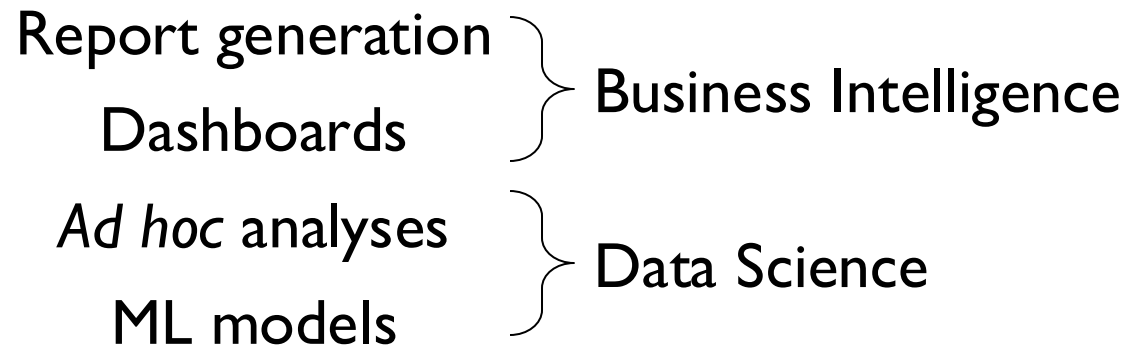 Report generation
Dashboards
Business Intelligence
Ad hoc analyses
ML models
Data Science